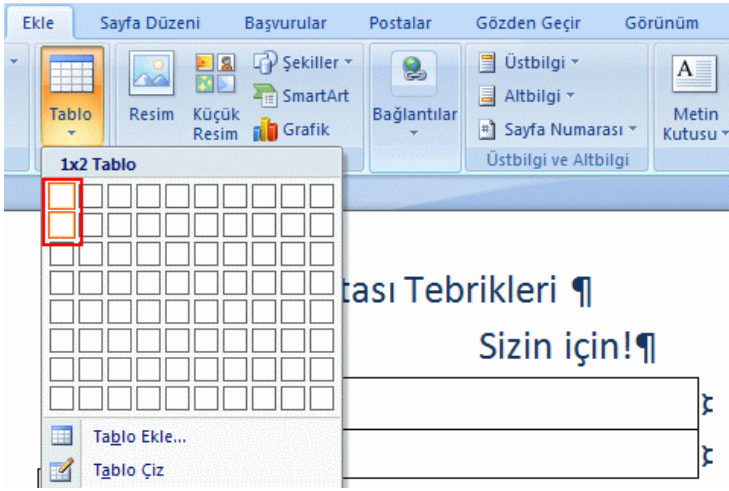 Ekle Sayfa Düzeni Başvurular Postalar Gözden Geçir Görünüm
Tablo
Resim
Küçük
Resim
Şekiller
SmartArt
Grafik
Bağlantılar
Üstbilgi
Altbilgi
Sayfa Numarası
Üstbilgi ve Altbilgi
A
Metin
Kutusu
1x2 Tablo
tası Tebrikleri ¶
Sizin için!¶
¤
¤
Tablo Ekle...
Tablo Çiz